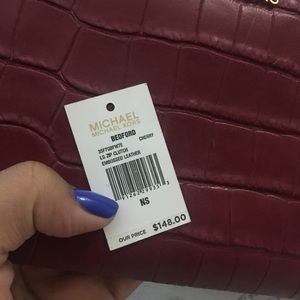 MICHAEL
MICHAEL KORS
BEDFORD
CHERRY
LG ZIP CLUTCH
EMBOSSED LEATHER
NS
OUR PRICE $148.00